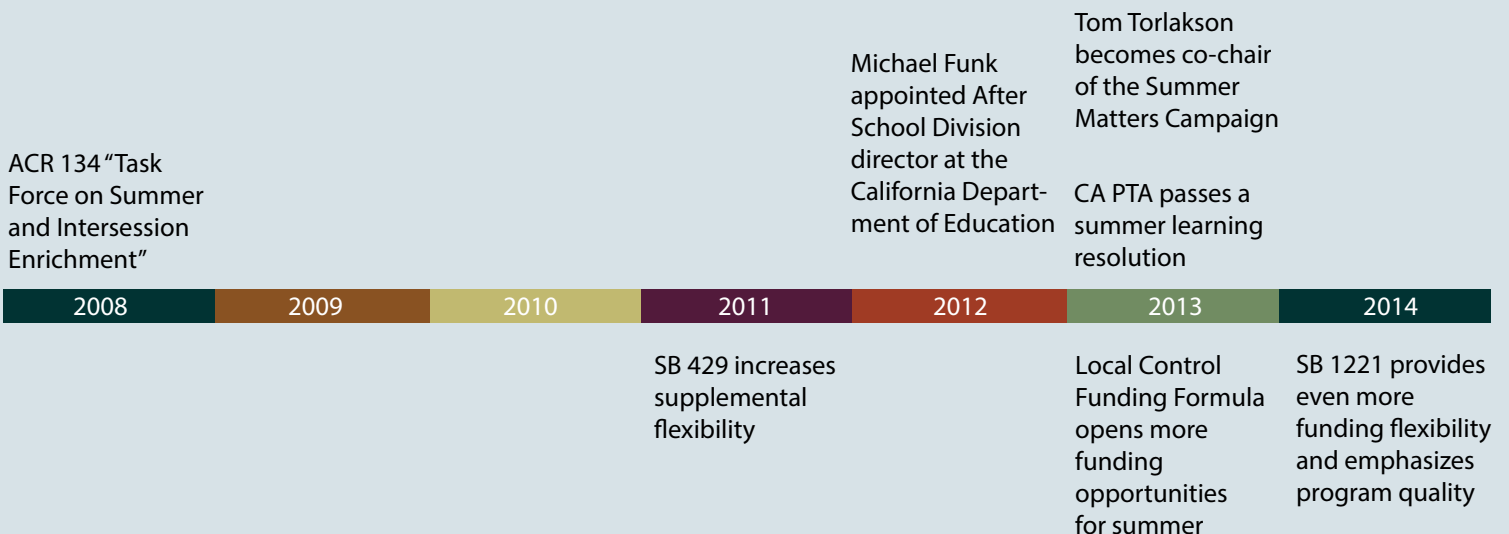 ACR 134 “Task
Force on Summer
and Intersession
Enrichment”
Michael Funk
appointed After
School Division
director at the
California Depart-
ment of Education
Tom Torlakson
becomes co-chair
of the Summer
Matters Campaign
CA PTA passes a
summer learning
resolution
2008
2009
2010
2011
2012
2013
2014
SB 429 increases
supplemental
flexibility
Local Control
Funding Formula
opens more
funding
opportunities
for summer
SB 1221 provides
even more
funding flexibility
and emphasizes
program quality